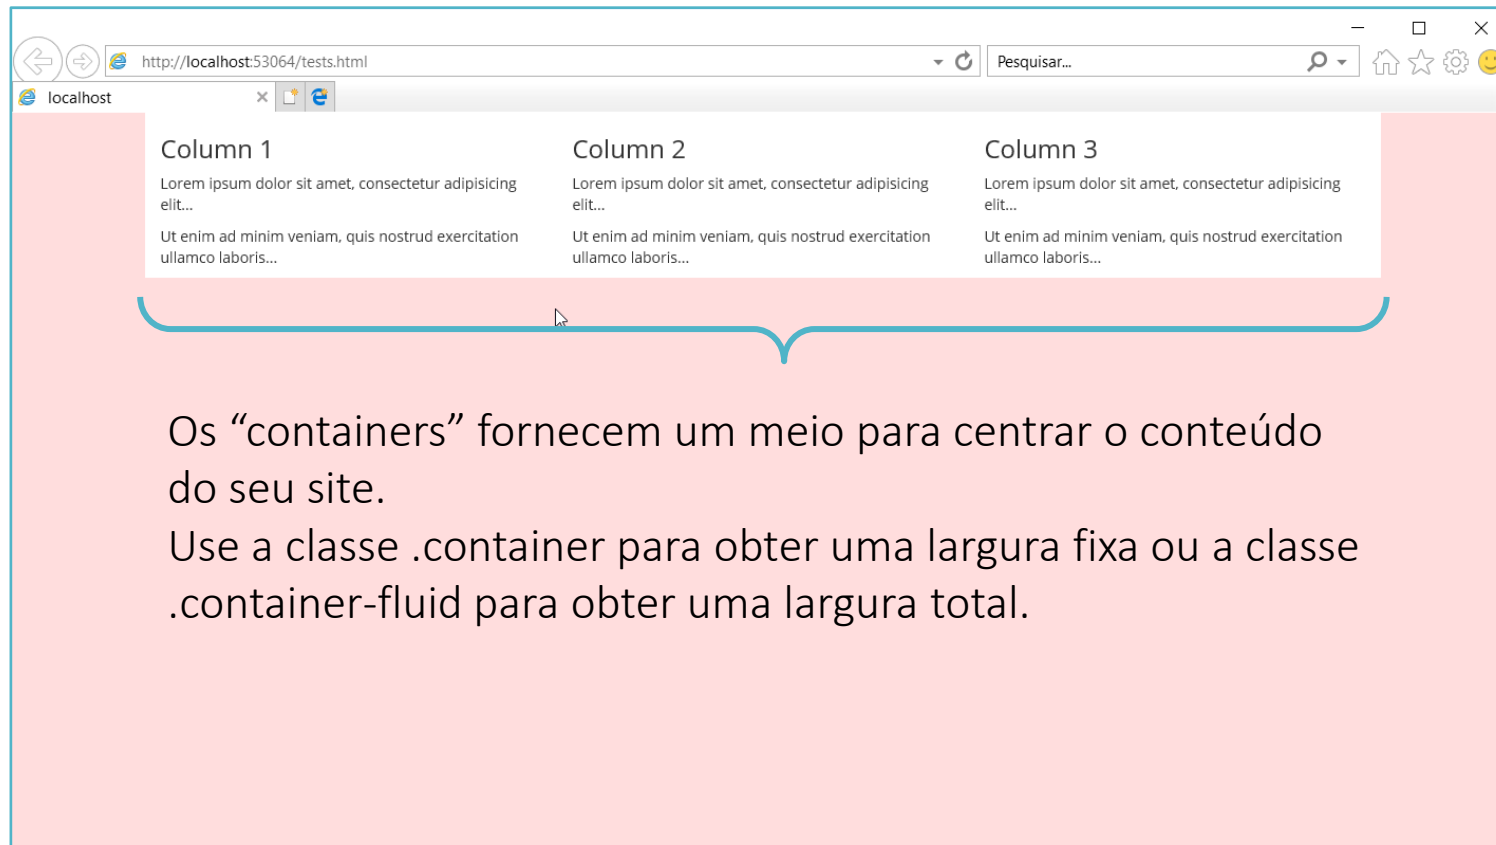 http://localhost:53064/tests.html
Pesquisar...
localhost
Column 1
Lorem ipsum dolor sit amet, consectetur adipisicing
elit...
Ut enim ad minim veniam, quis nostrud exercitation
ullamco laboris...
Column 2
Lorem ipsum dolor sit amet, consectetur adipisicing
elit...
Ut enim ad minim veniam, quis nostrud exercitation
ullamco laboris...
Column 3
Lorem ipsum dolor sit amet, consectetur adipisicing
elit...
Ut enim ad minim veniam, quis nostrud exercitation
ullamco laboris...
Os “containers” fornecem um meio para centrar o conteúdo
do seu site.
Use a classe .container para obter uma largura fixa ou a classe
.container-fluid para obter uma largura total.